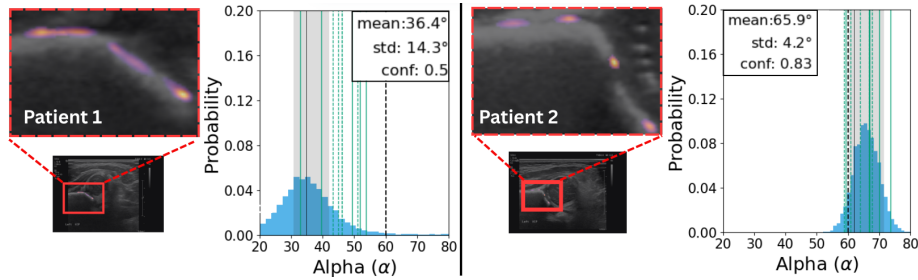 Patient 1
Probability
0.20
0.16
0.12
0.08
0.04
0.00
mean:36.4°
std: 14.3°
conf: 0.5
20 30 40 50 60 70 80
Alpha (α)
Patient 2
Probability
0.20
0.16
0.12
0.08
0.04
0.00
mean:65.9°
std: 4.2°
conf: 0.83
20 30 40 50 60 70 80
Alpha (α)